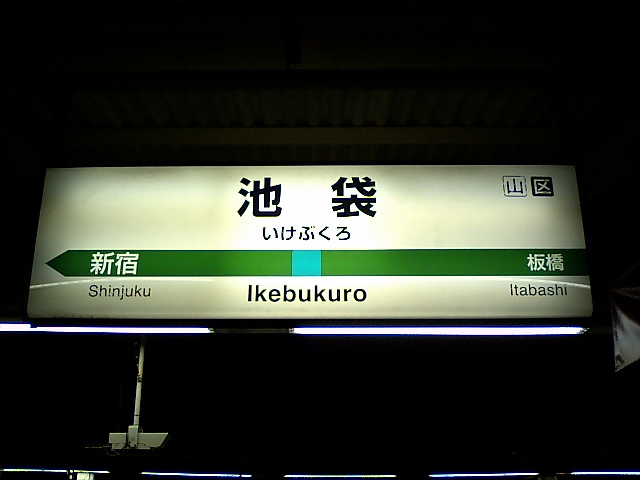 山 区
池 袋
いけぶくろ
新宿 板橋
Shinjuku Ikebukuro Itabashi